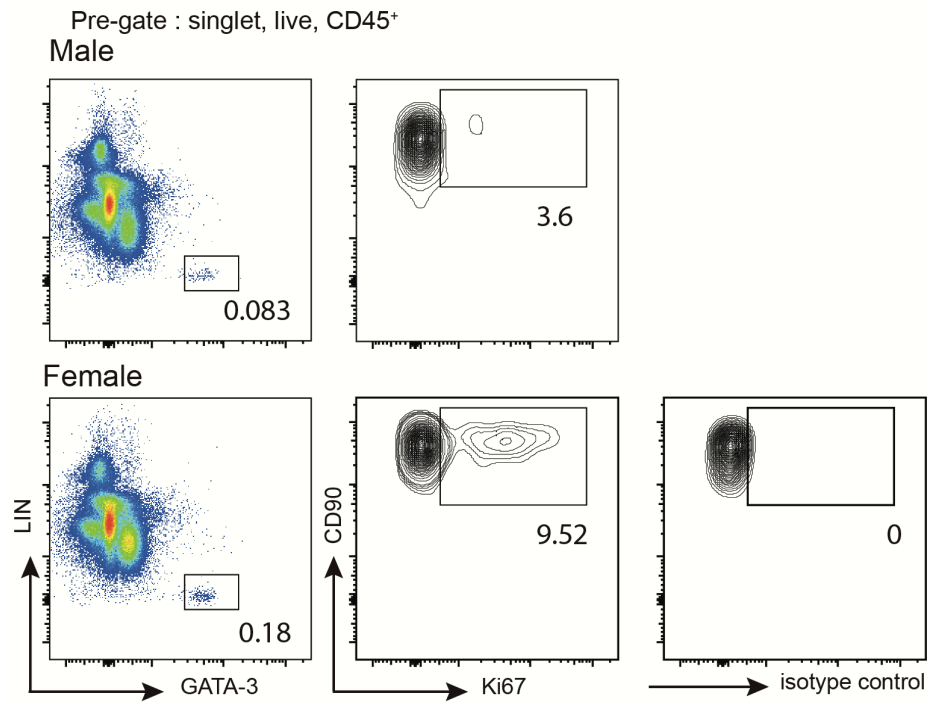 Pre-gate : singlet, live, CD45⁺
Male
0.083
3.6
Female
LIN
0.18
CD90
9.52
0
GATA-3
Ki67
isotype control